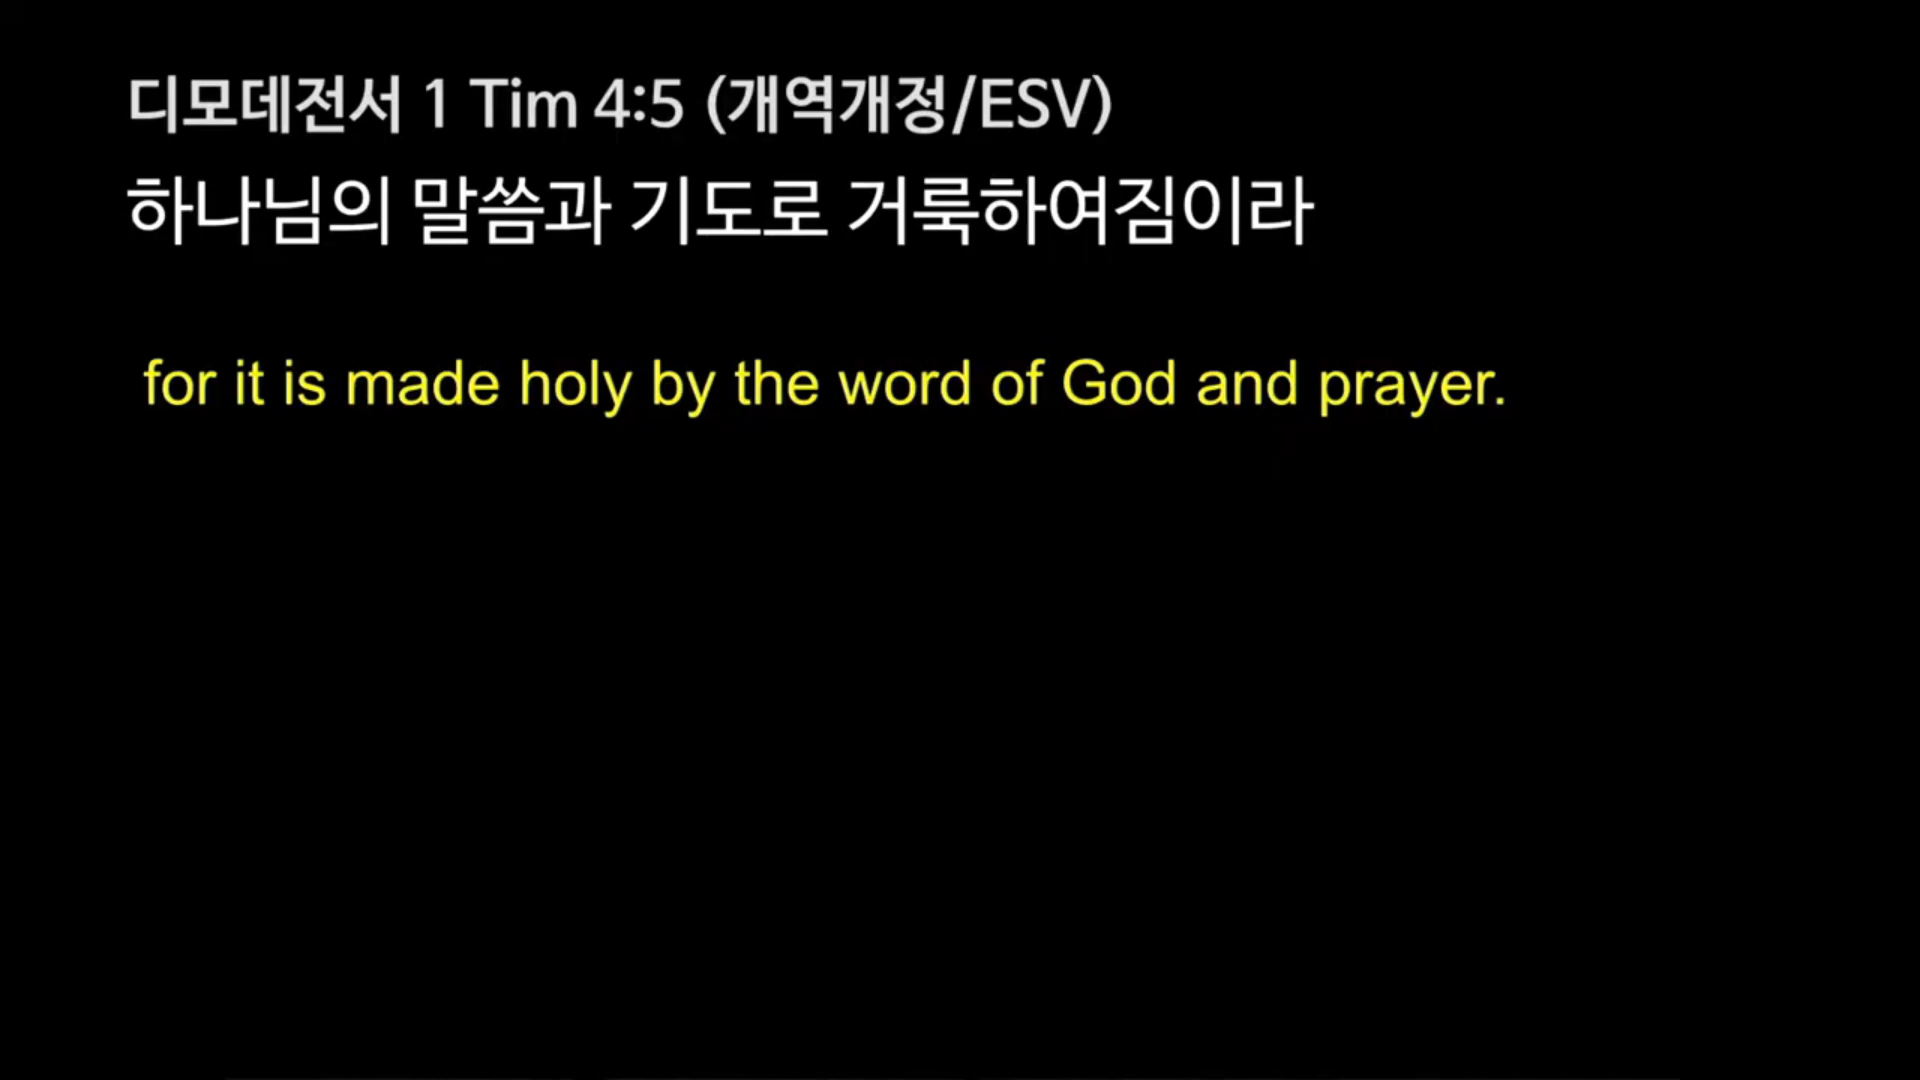 디모데전서 1 Tim 4:5 (개역개정/ESV)
하나님의 말씀과 기도로 거룩하여짐이라
for it is made holy by the word of God and prayer.